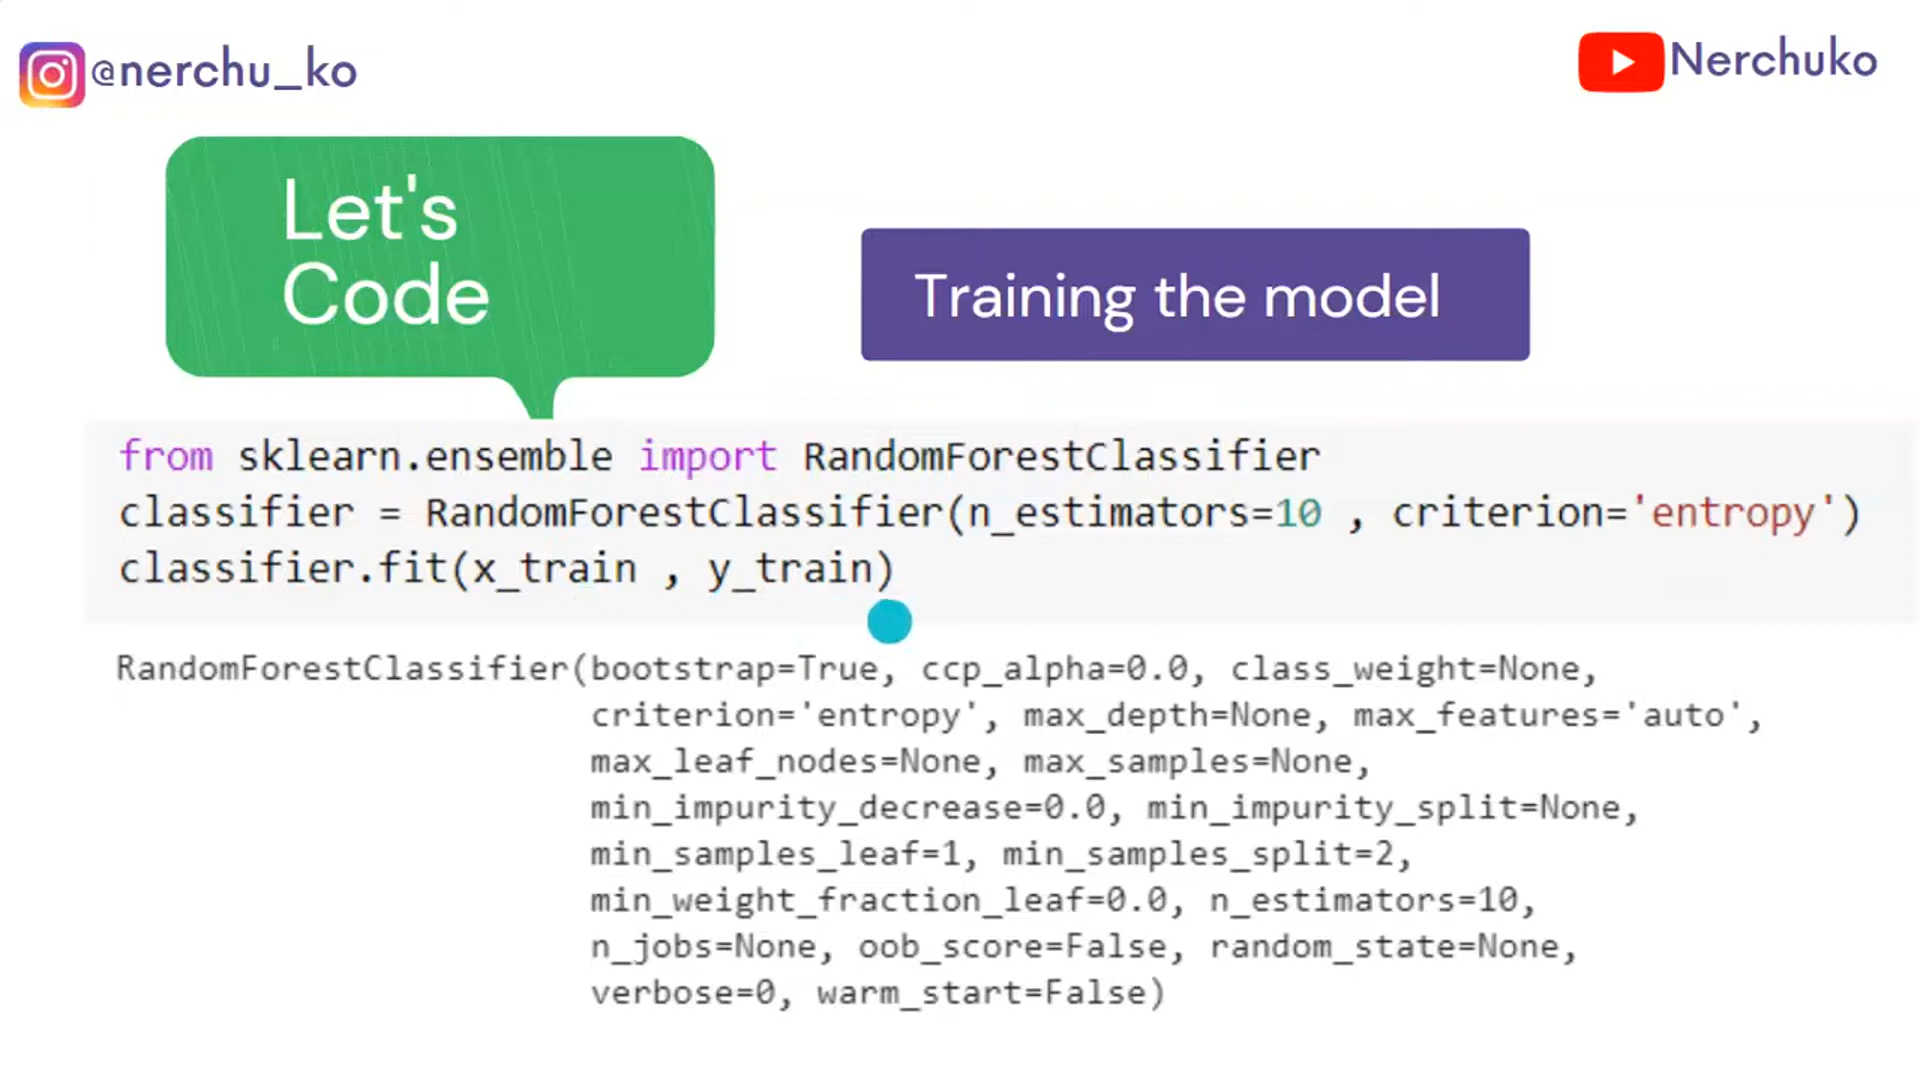 @nerchu_ko
Nerchuko
Let's
Code
Training the model
from sklearn.ensemble import RandomForestClassifier
classifier = RandomForestClassifier(n_estimators=10 , criterion='entropy')
classifier.fit(x_train , y_train)
RandomForestClassifier(bootstrap=True, ccp_alpha=0.0, class_weight=None,
criterion='entropy', max_depth=None, max_features='auto',
max_leaf_nodes=None, max_samples=None,
min_impurity_decrease=0.0, min_impurity_split=None,
min_samples_leaf=1, min_samples_split=2,
min_weight_fraction_leaf=0.0, n_estimators=10,
n_jobs=None, oob_score=False, random_state=None,
verbose=0, warm_start=False)